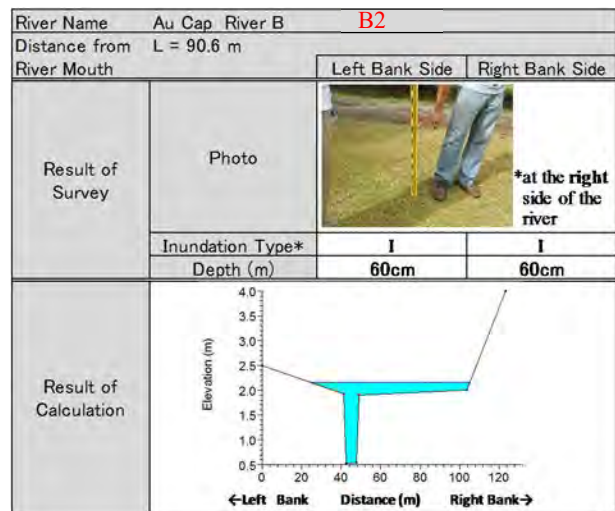 River Name Au Cap River B B2
Distance from River Mouth L = 90.6 m
Left Bank Side Right Bank Side
Result of Survey
Photo
*at the right
side of the
river
Inundation Type* I I
Depth (m) 60cm 60cm
Result of Calculation
Elevation (m)
4.0
3.5
3.0
2.5
2.0
1.5
1.0
0.5
0 20 40 60 80 100 120
←Left Bank Distance (m) Right Bank→